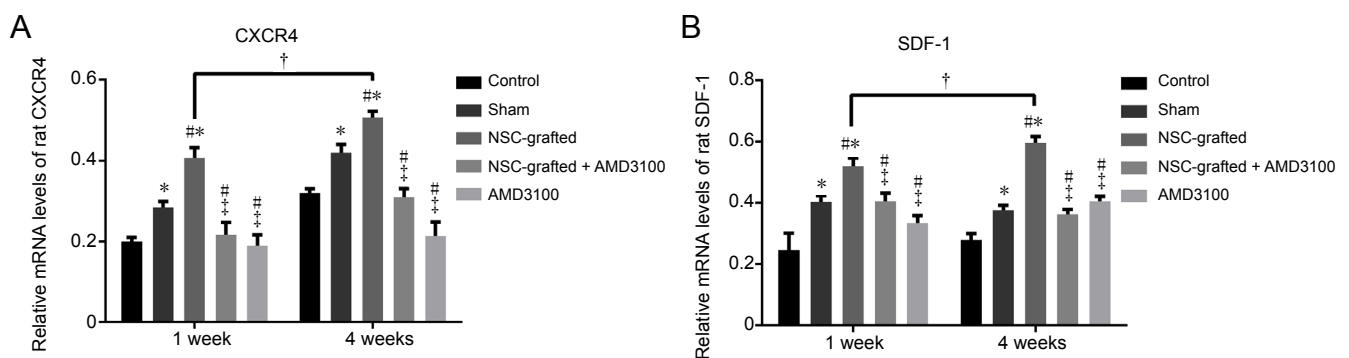 A
CXCR4
Relative mRNA levels of rat CXCR4
0.6
0.4
0.2
0
†
*
#*
#‡
#‡
*
#*
#‡
#‡
1 week
4 weeks
Control
Sham
NSC-grafted
NSC-grafted + AMD3100
AMD3100
B
SDF-1
Relative mRNA levels of rat SDF-1
0.8
0.6
0.4
0.2
0
†
*
#*
#‡
#‡
*
#*
#‡
#‡
1 week
4 weeks
Control
Sham
NSC-grafted
NSC-grafted + AMD3100
AMD3100